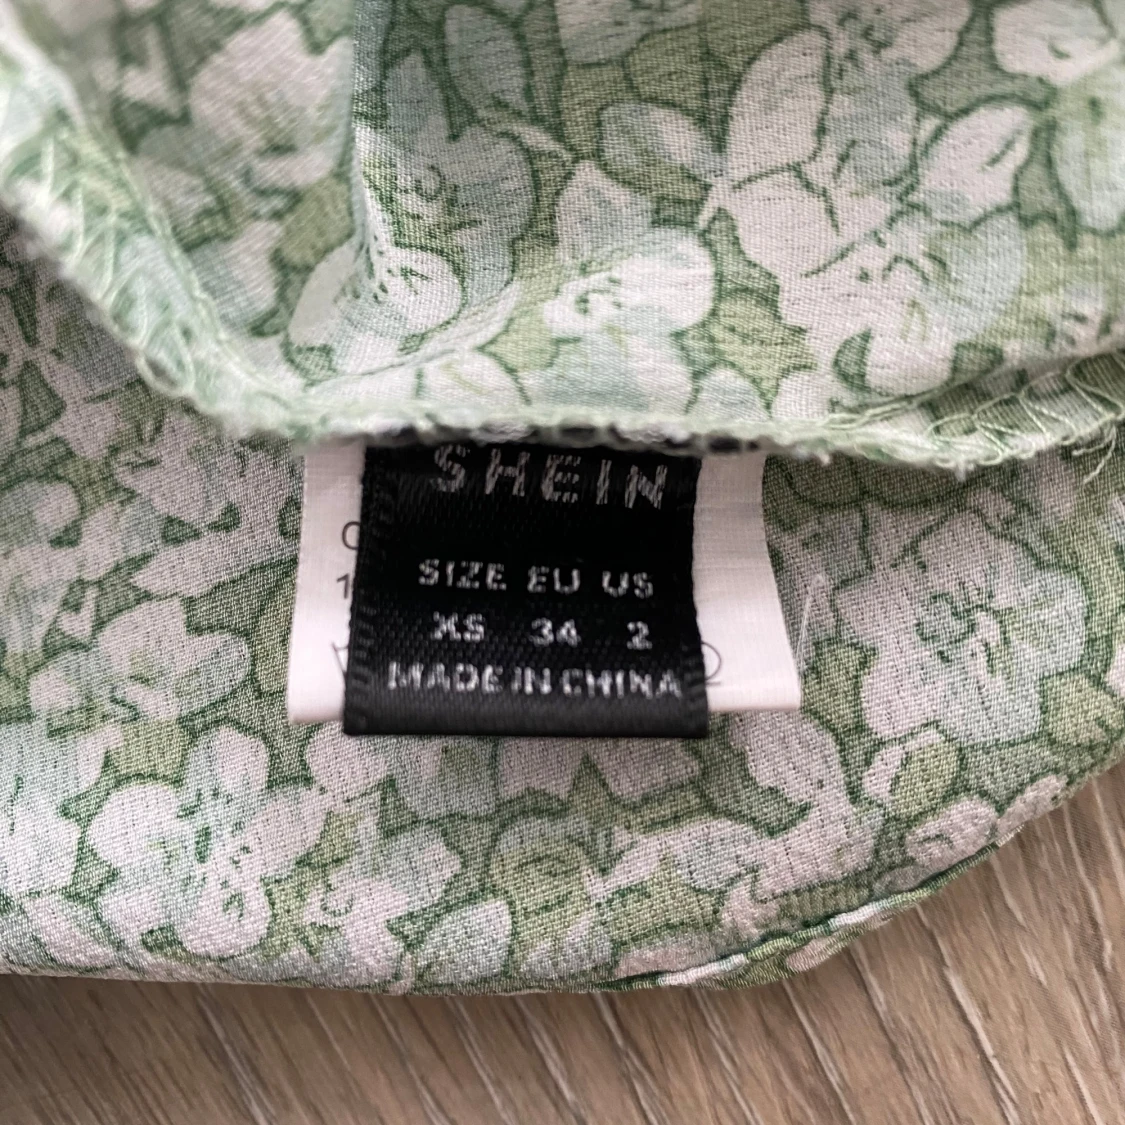 SHEIN
SIZE EU US
XS 34 2
MADE IN CHINA